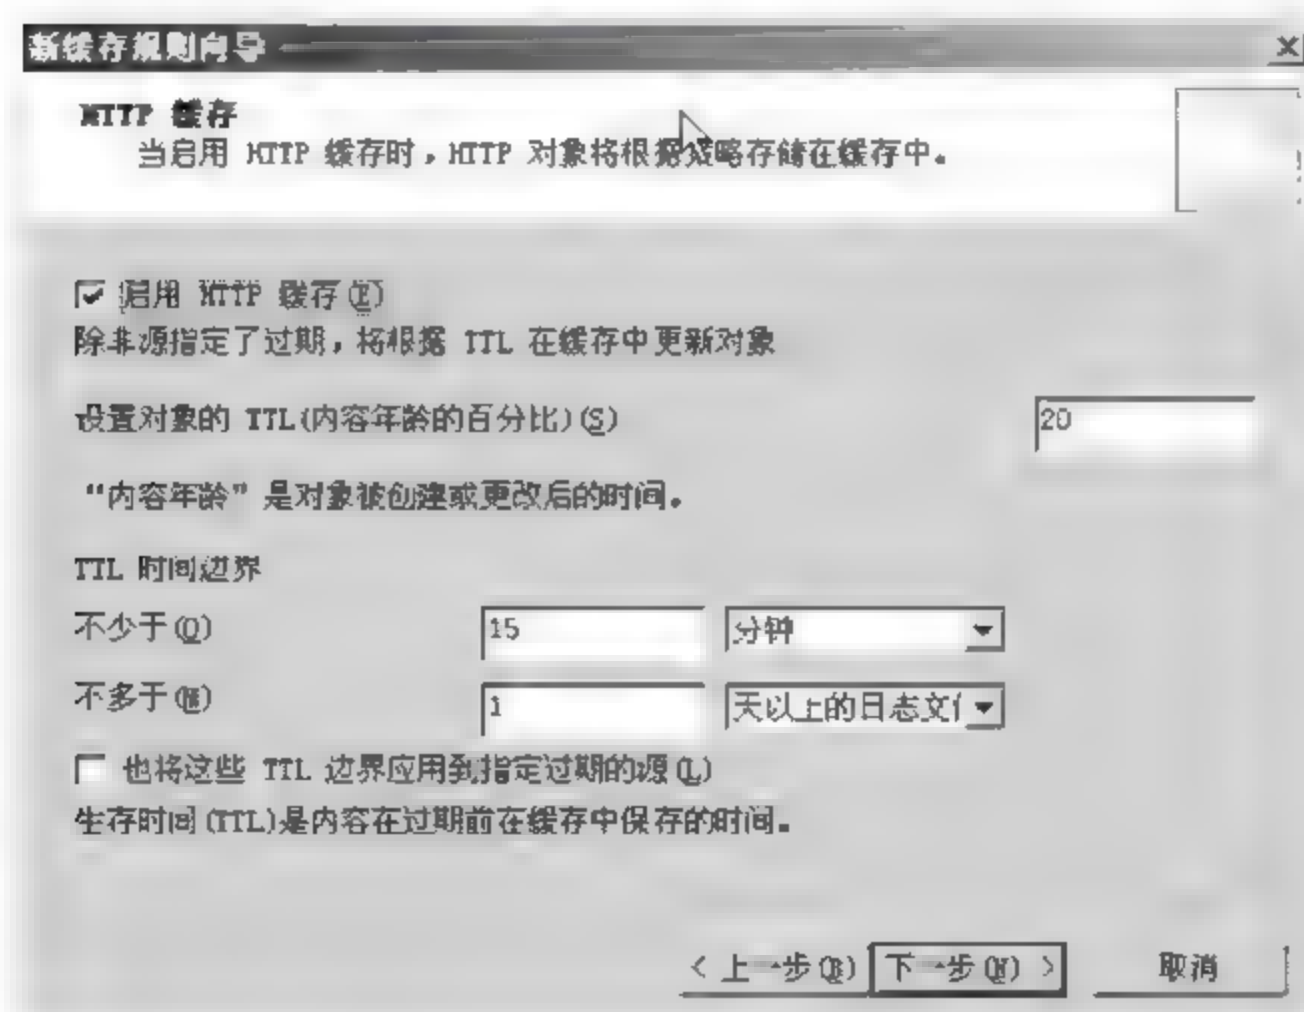 新缓存规则向导
HTTP 缓存
当启用 HTTP 缓存时，HTTP 对象将根据策略存储在缓存中。
启用 HTTP 缓存(E)
除非源指定了过期，将根据 TTL 在缓存中更新对象
设置对象的 TTL(内容年龄的百分比)(S) 20
“内容年龄”是对象被创建或更改后的时间。
TTL 时间边界
不少于(O) 15 分钟
不多于(M) 1 天以上的日志文
也将这些 TTL 边界应用到指定过期的源(L)
生存时间(TTL)是内容在过期前在缓存中保存的时间。
< 上一步(B) 下一步(N) > 取消